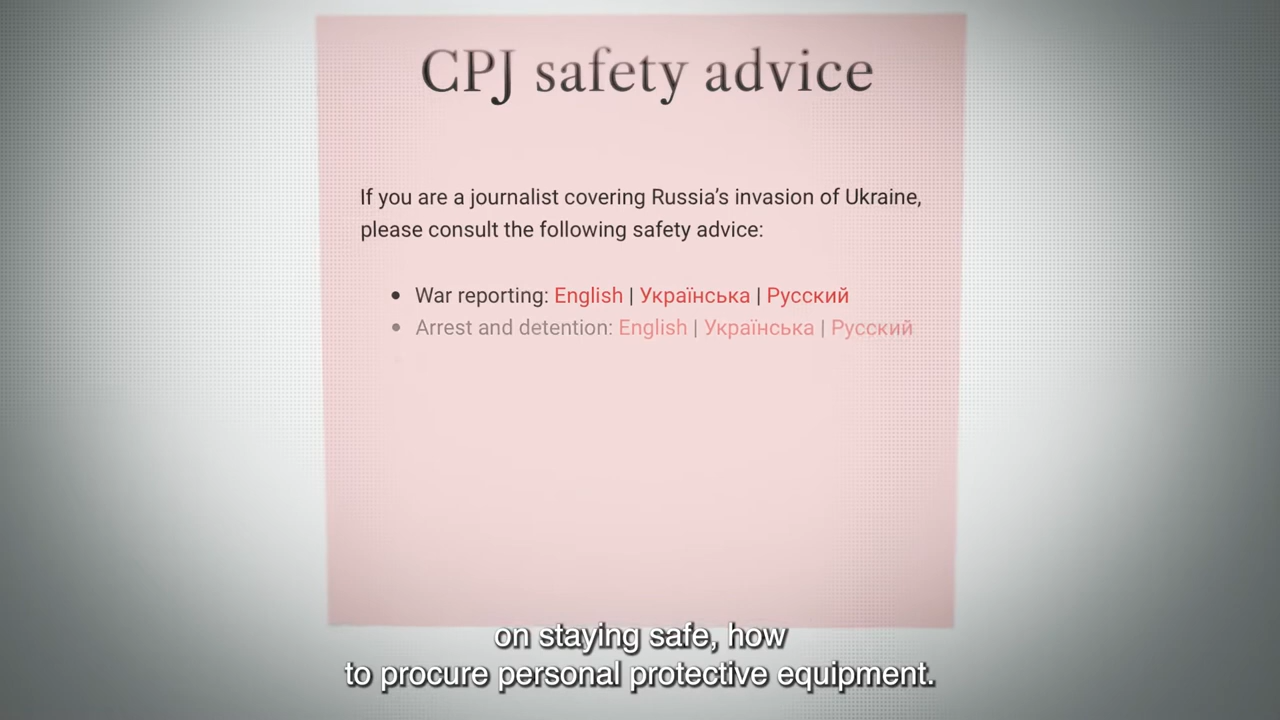 CPJ safety advice
If you are a journalist covering Russia's invasion of Ukraine,
please consult the following safety advice:
• War reporting: English | Українська | Русский
• Arrest and detention: English | Українська | Русский
on staying safe, how
to procure personal protective equipment.